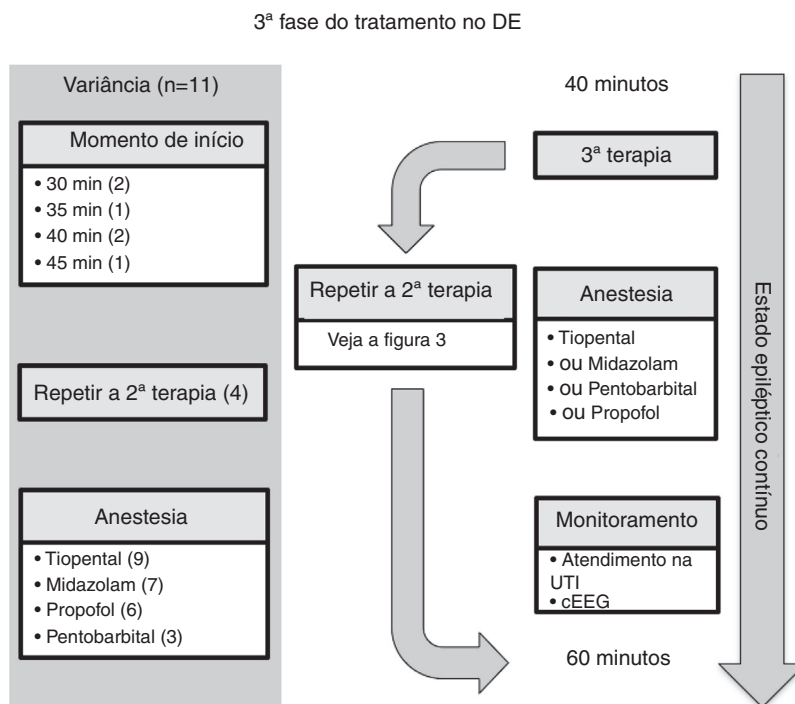 3ª fase do tratamento no DE
Variância (n=11)
Momento de início
• 30 min (2)
• 35 min (1)
• 40 min (2)
• 45 min (1)
Repetir a 2ª terapia (4)
Anestesia
• Tiopental (9)
• Midazolam (7)
• Propofol (6)
• Pentobarbital (3)
40 minutos
3ª terapia
Repetir a 2ª terapia
Veja a figura 3
Anestesia
• Tiopental
• ou Midazolam
• ou Pentobarbital
• ou Propofol
Monitoramento
• Atendimento na
UTI
• cEEG
60 minutos
Estado epiléptico contínuo